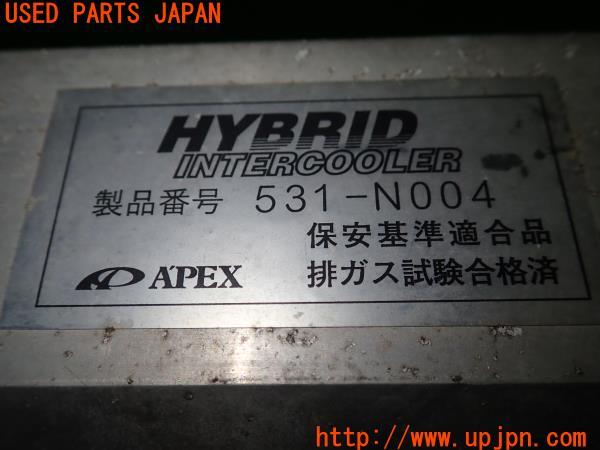 USED PARTS JAPAN
HYBRID
INTERCOOLER
製品番号 531-N004
保安基準適合品
A'PEX 排ガス試験合格済
http://www.upjpn.com